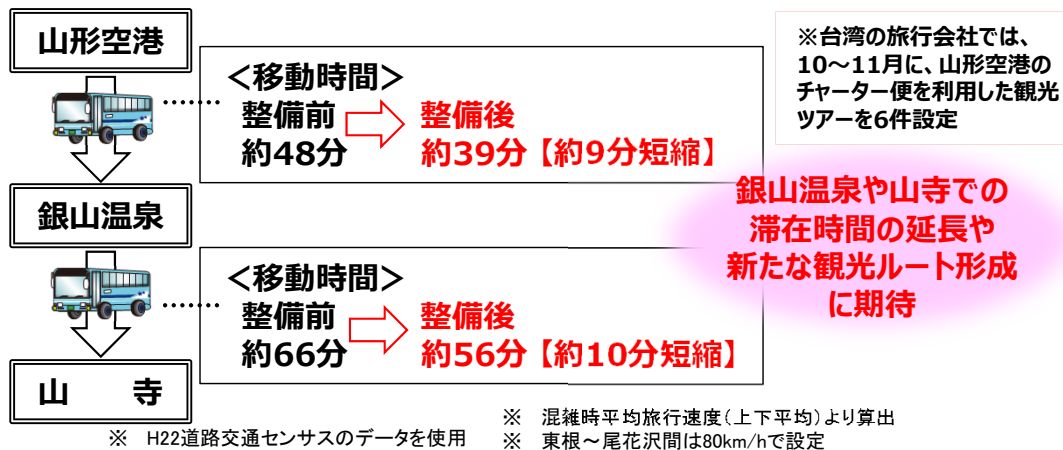 山形空港
＜移動時間＞
整備前
約48分
整備後
約39分【約9分短縮】
※台湾の旅行会社では、
10～11月に、山形空港の
チャーター便を利用した観光
ツアーを6件設定
銀山温泉
＜移動時間＞
整備前
約66分
整備後
約56分【約10分短縮】
銀山温泉や山寺での
滞在時間の延長や
新たな観光ルート形成
に期待
山　寺
※　H22道路交通センサスのデータを使用
※　混雑時平均旅行速度（上下平均）より算出
※　東根～尾花沢間は80km/hで設定